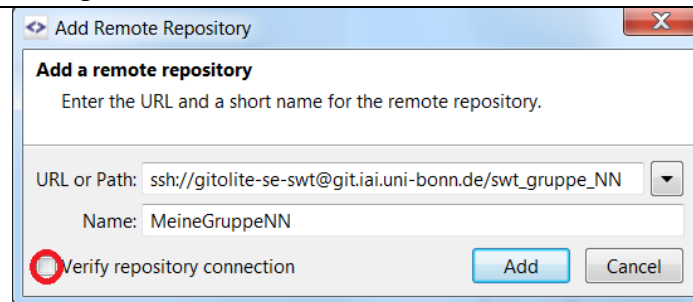 Add Remote Repository
Add a remote repository
Enter the URL and a short name for the remote repository.
URL or Path: ssh://gitolite-se-swt@git.iai.uni-bonn.de/swt_gruppe_NN
Name: MeineGruppeNN
Verify repository connection Add Cancel